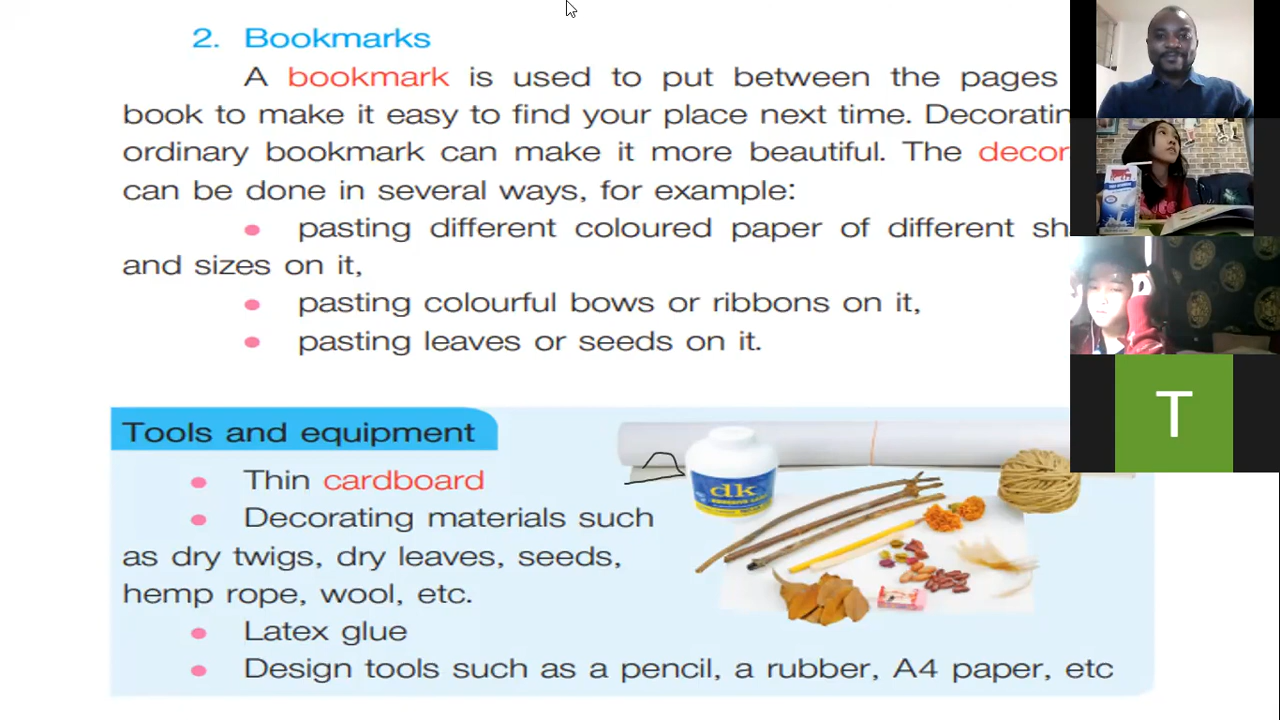 2. Bookmarks
A bookmark is used to put between the pages
book to make it easy to find your place next time. Decoratin
ordinary bookmark can make it more beautiful. The decor
can be done in several ways, for example:
• pasting different coloured paper of different sh
and sizes on it,
• pasting colourful bows or ribbons on it,
• pasting leaves or seeds on it.
Tools and equipment
• Thin cardboard
• Decorating materials such
as dry twigs, dry leaves, seeds,
hemp rope, wool, etc.
• Latex glue
• Design tools such as a pencil, a rubber, A4 paper, etc
dk
T